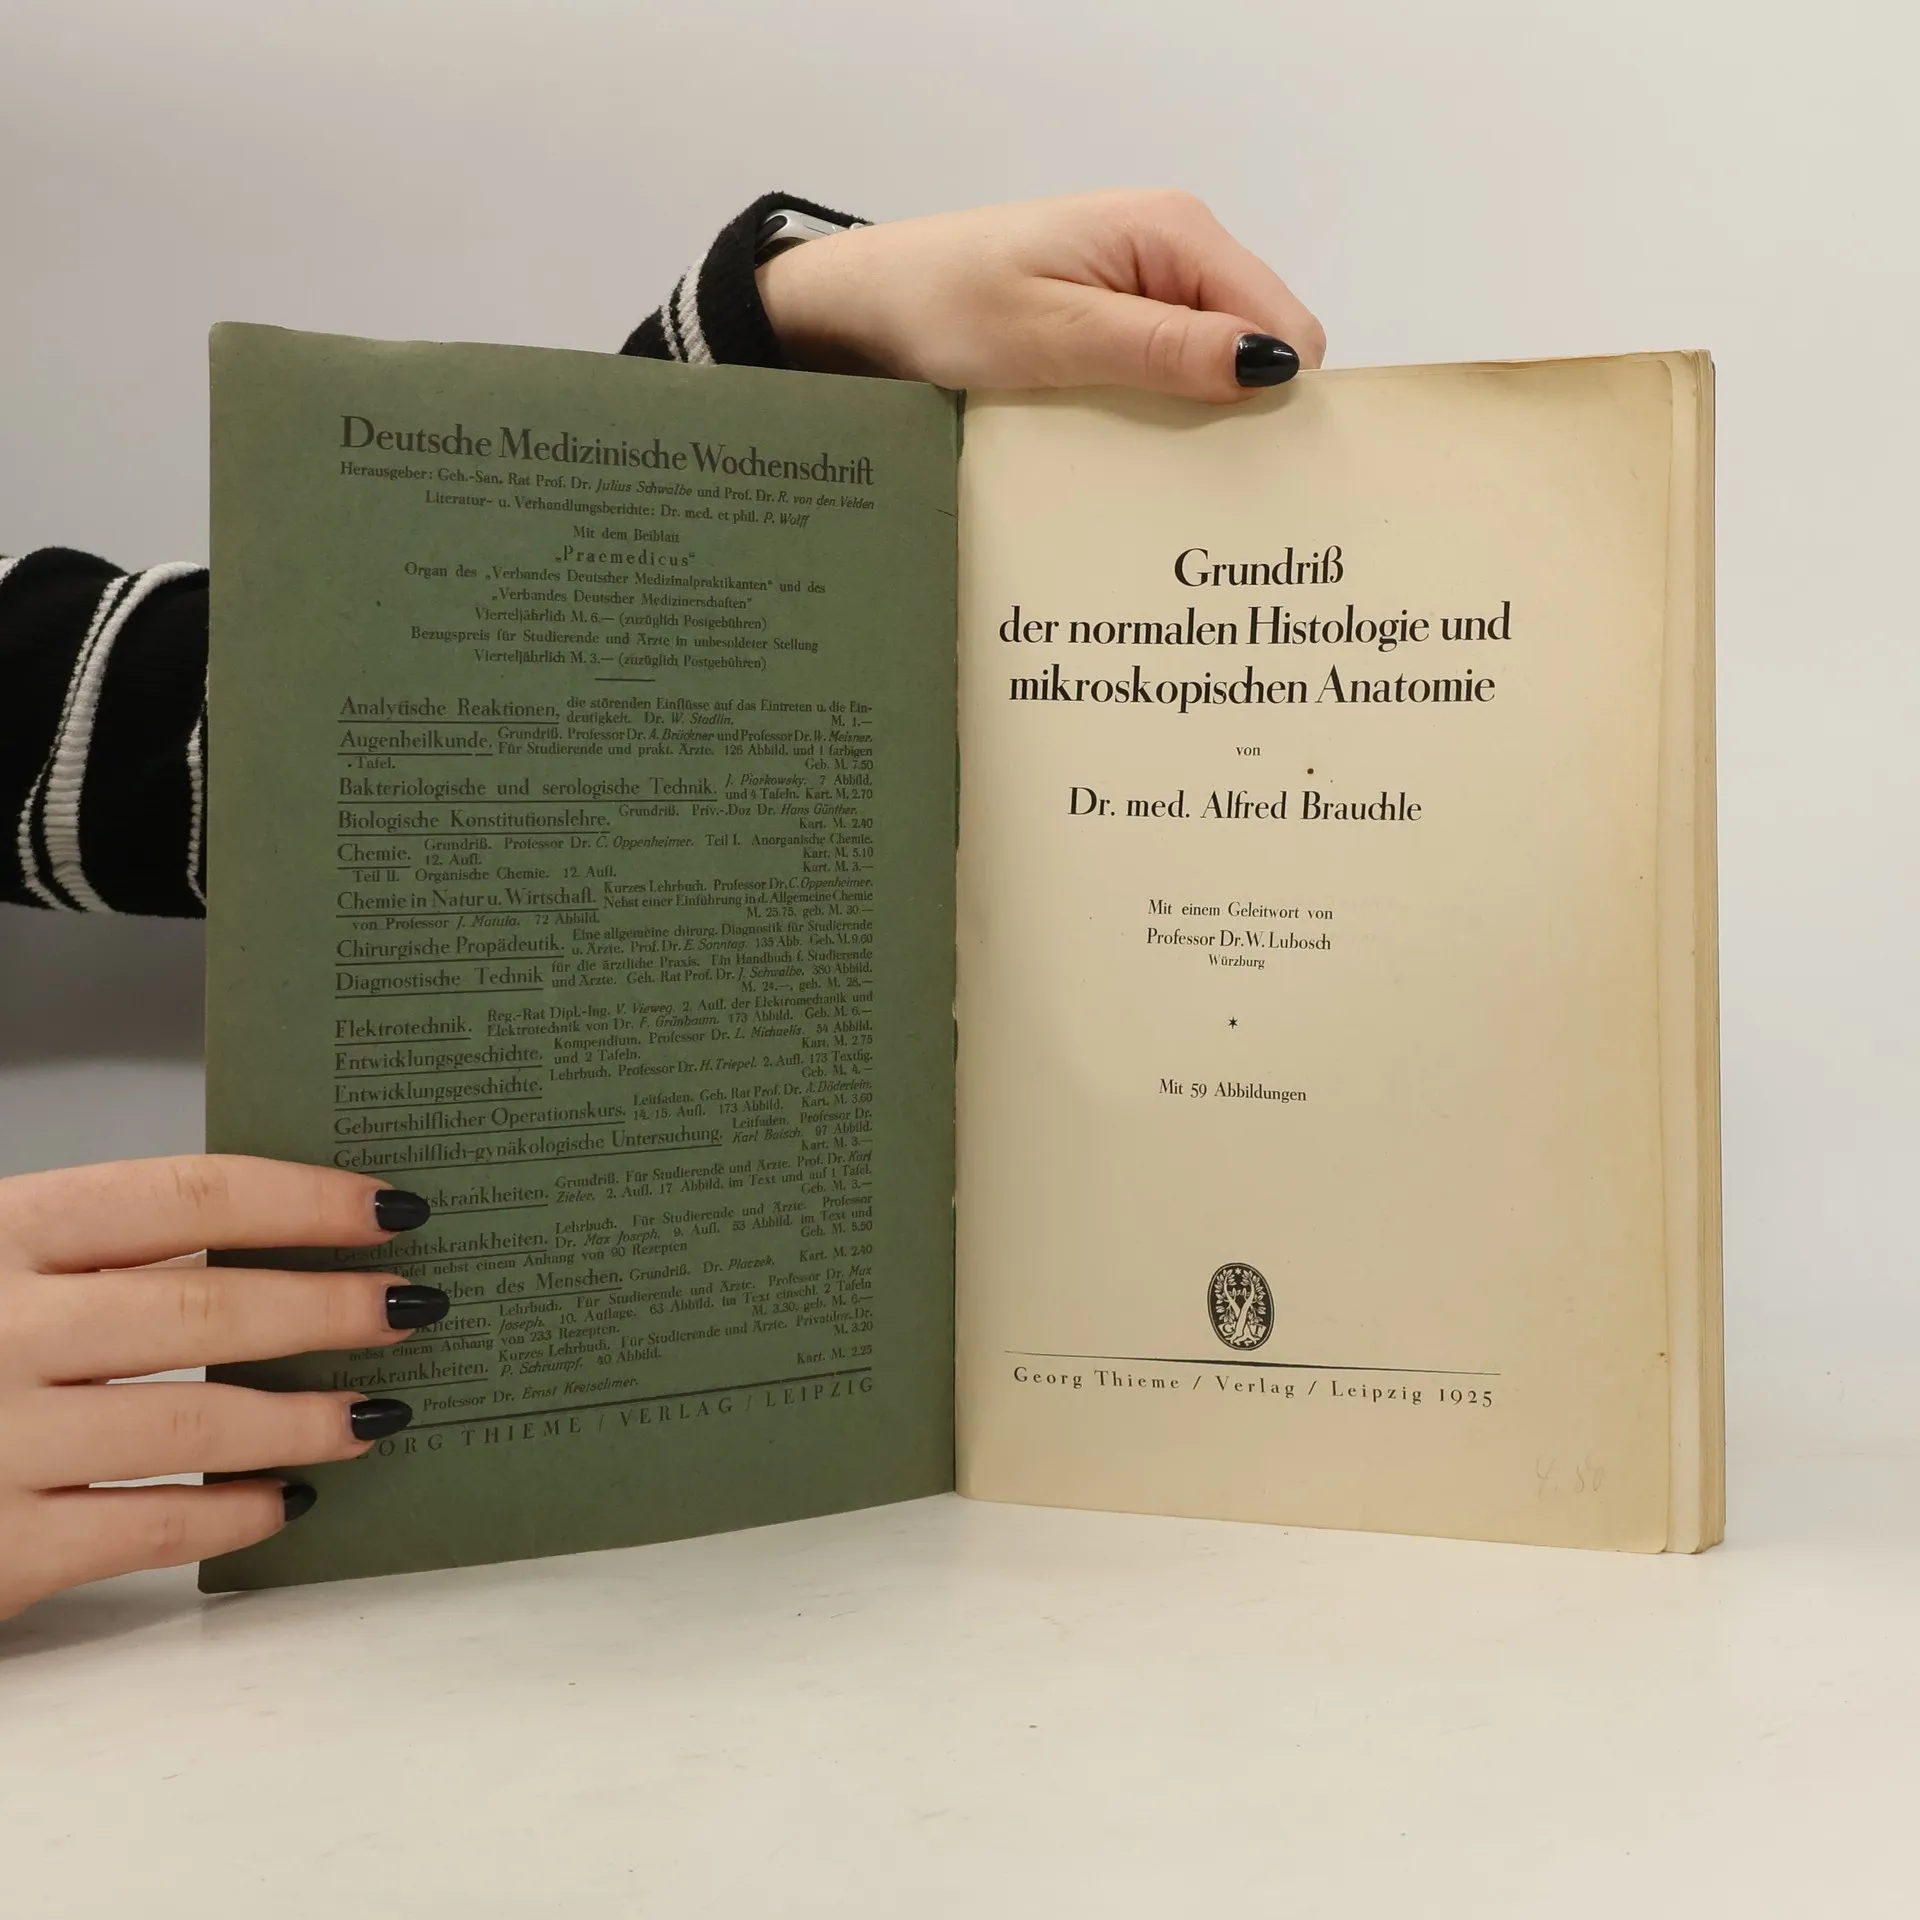 Deutsche Medizinische Wochenschrift
Herausgeber: Geh.-San. Rat Prof. Dr. Julius Schwalbe und Prof. Dr. R. von den Velden
Literatur- u. Verhandlungsberichte: Dr. med. et phil. P. Wolff
Mit dem Beiblatt
„Praemedicus“
Organ des „Verbandes Deutscher Medizinalpraktikanten“ und des
„Verbandes Deutscher Medizinerschaften“
Vierteljährlich M. 6.— (zuzüglich Postgebühren)
Bezugspreis für Studierende und Ärzte in unbesoldeter Stellung
Vierteljährlich M. 3.— (zuzüglich Postgebühren)
Analytische Reaktionen, die störenden Einflüsse auf das Eintreten u. die Ein-
deutigkeit. Dr. W. Stadlin. M. 1.—
Augenheilkunde. Grundriß. Professor Dr. A. Brückner und Professor Dr. W. Meisner.
Für Studierende und prakt. Ärzte. 126 Abbild. und 1 farbigen
Tafel. Geb. M. 7.50
Bakteriologische und serologische Technik. J. Piorkowsky. 7 Abbild.
und 4 Tafeln. Kart. M. 2.70
Biologische Konstitutionslehre. Grundriß. Priv.-Doz Dr. Hans Günther.
Kart. M. 2.40
Chemie. Grundriß. Professor Dr. C. Oppenheimer. Teil I. Anorganische Chemie.
12. Aufl. Kart. M. 5.10
Teil II. Organische Chemie. 12 Aufl. Kart. M. 3.—
Chemie in Natur u. Wirtschaft. Kurzes Lehrbuch. Professor Dr. C. Oppenheimer.
Nebst einer Einführung in d. Allgemeine Chemie
von Professor J. Matula. 72 Abbild. M. 25.75, geb. M. 30.—
Chirurgische Propädeutik. Eine allgemeine chirurg. Diagnostik für Studierende
u. Ärzte. Prof. Dr. E. Sonntag. 135 Abb. Geb. M. 9.60
Diagnostische Technik für die ärztliche Praxis. Ein Handbuch f. Studierende
und Ärzte. Geh. Rat Prof. Dr. J. Schwalbe. 380 Abbild.
M. 24.—, geb. M. 28.—
Elektrotechnik. Reg.-Rat Dipl.-Ing. V. Vieweg. 2. Aufl. der Elektromechanik und
Elektrotechnik von Dr. F. Grünbaum. 173 Abbild. Geb. M. 6.—
Entwicklungsgeschichte. Kompendium. Professor Dr. L. Michaelis. 54 Abbild.
und 2 Tafeln. Kart. M. 2.75
Entwicklungsgeschichte. Lehrbuch. Professor Dr. H. Triepel. 2. Aufl. 173 Textfig.
Geb. M. 4.—
Geburtshilflicher Operationskurs. Leitfaden. Geh. Rat Prof. Dr. A. Döderlein.
14.-15. Aufl. 173 Abbild. Kart. M. 3.60
Geburtshilflich-gynäkologische Untersuchung. Leitfaden. Professor Dr.
Karl Baisch. 97 Abbild.
Kart. M. 3.—
tskrankheiten. Grundriß. Für Studierende und Ärzte. Prof. Dr. Karl
Zieler. 2. Aufl. 17 Abbild. im Text und auf 1 Tafel.
Geb. M. 3.—
Geschlechtskrankheiten. Lehrbuch. Für Studierende und Ärzte. Professor
Dr. Max Joseph. 9. Aufl. 53 Abbild. im Text und
Tafel nebst einem Anhang von 90 Rezepten Geh. M. 5.50
leben des Menschen. Grundriß. Dr. Placzek. Kart. M. 2.40
kheiten. Lehrbuch. Für Studierende und Ärzte. Professor Dr. Max
Joseph. 10. Auflage. 63 Abbild. im Text einschl. 2 Tafeln
nebst einem Anhang von 233 Rezepten. M. 3.30, geb. M. 6.—
Herzkrankheiten. Kurzes Lehrbuch. Für Studierende und Ärzte. Privatdoz. Dr.
P. Schrumpf. 40 Abbild. M. 3.20
Professor Dr. Ernst Kretschmer. Kart. M. 2.25
ORG THIEME / VERLAG / LEIPZIG
Grundriß
der normalen Histologie und
mikroskopischen Anatomie
von
Dr. med. Alfred Brauchle
Mit einem Geleitwort von
Professor Dr. W. Lubosch
Würzburg
Mit 59 Abbildungen
Georg Thieme / Verlag / Leipzig 1925
4.50